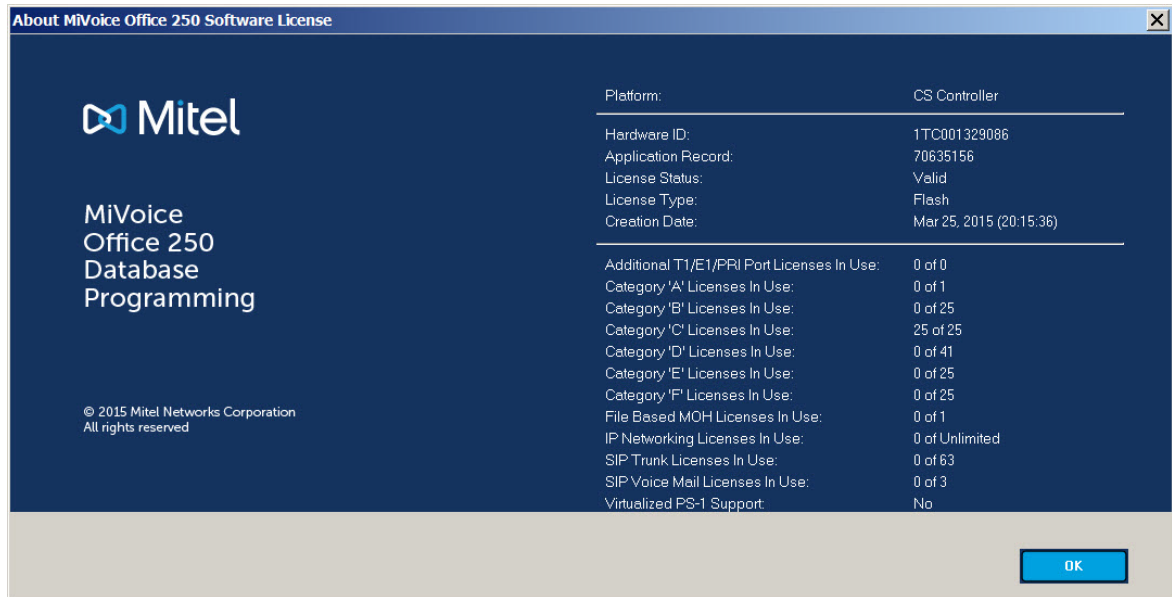 About MiVoice Office 250 Software License
Mitel
MiVoice
Office 250
Database
Programming
© 2015 Mitel Networks Corporation
All rights reserved
Platform: CS Controller
Hardware ID: 1TC001329086
Application Record: 70635156
License Status: Valid
License Type: Flash
Creation Date: Mar 25, 2015 (20:15:36)
Additional T1/E1/PRI Port Licenses In Use: 0 of 0
Category 'A' Licenses In Use: 0 of 1
Category 'B' Licenses In Use: 0 of 25
Category 'C' Licenses In Use: 25 of 25
Category 'D' Licenses In Use: 0 of 41
Category 'E' Licenses In Use: 0 of 25
Category 'F' Licenses In Use: 0 of 25
File Based MOH Licenses In Use: 0 of 1
IP Networking Licenses In Use: 0 of Unlimited
SIP Trunk Licenses In Use: 0 of 63
SIP Voice Mail Licenses In Use: 0 of 3
Virtualized PS-1 Support: No
OK